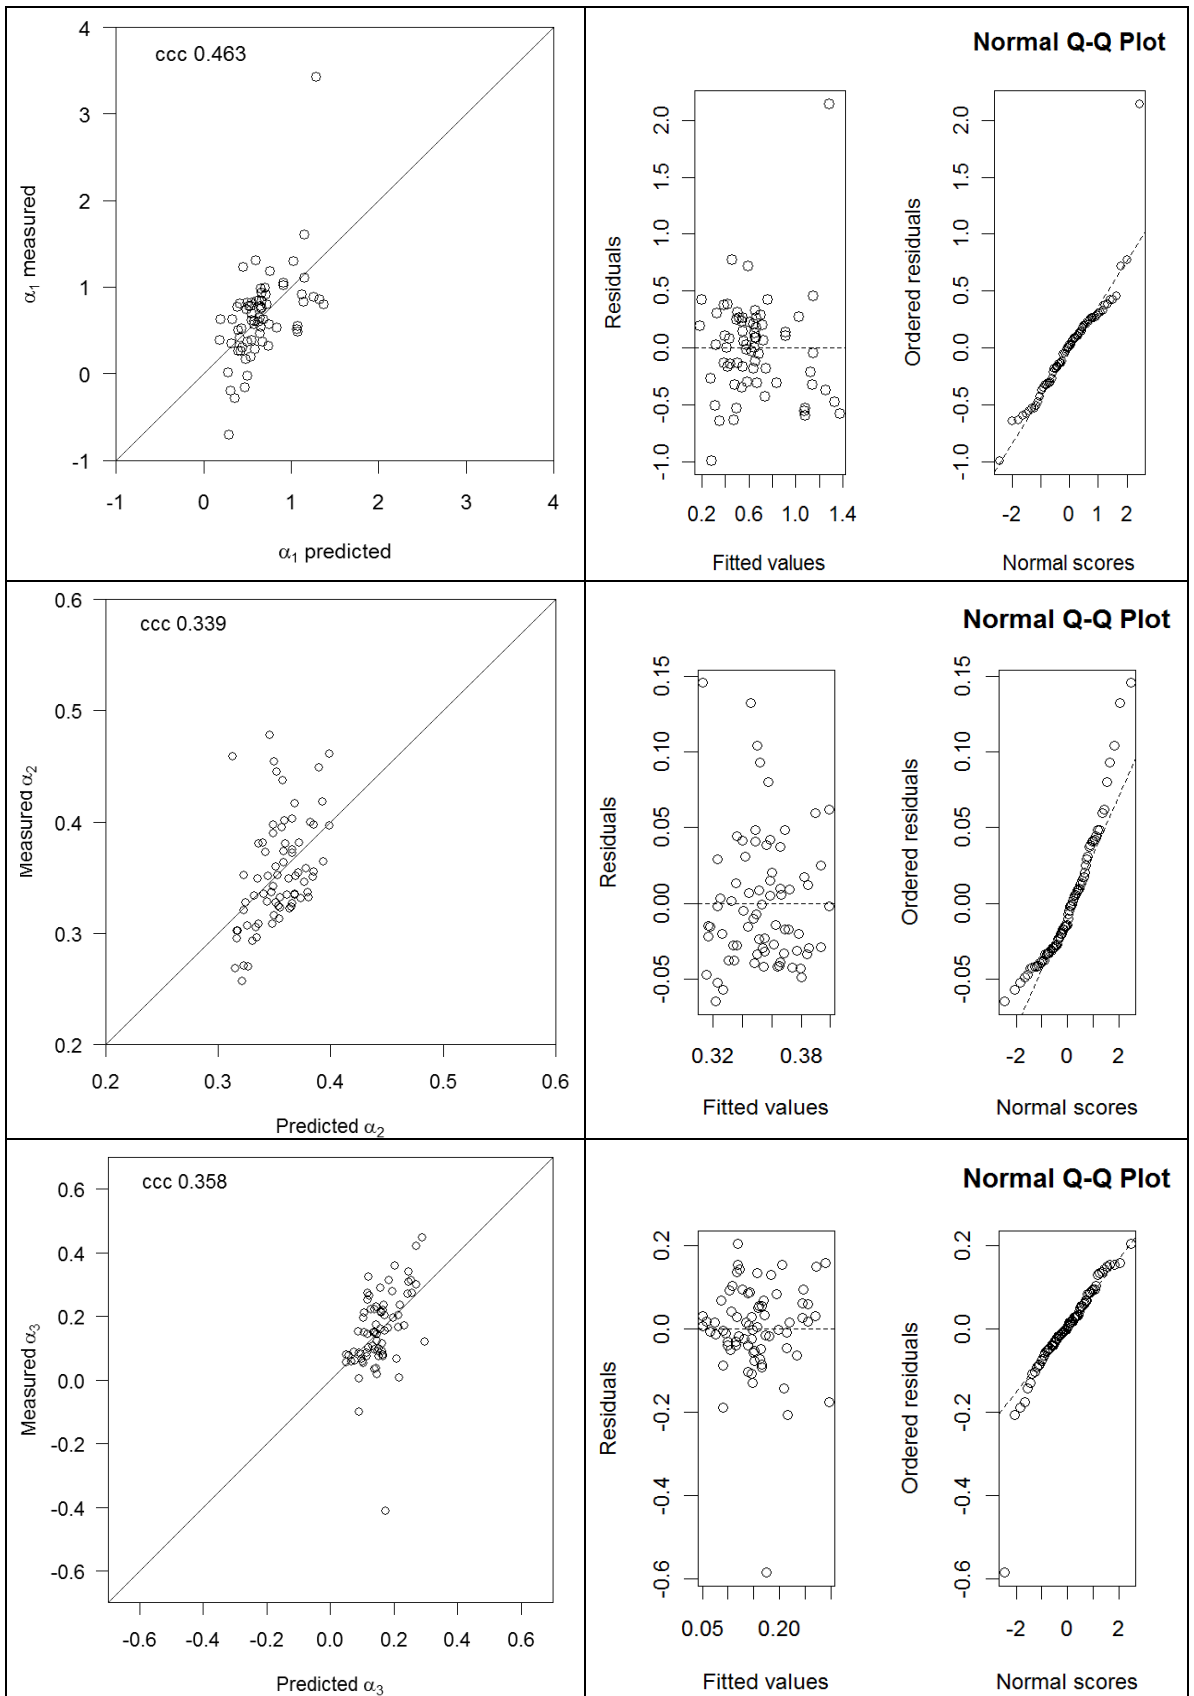 ccc 0.463
α1 measured
4
3
2
1
0
-1
-1 0 1 2 3 4
α1 predicted
Normal Q-Q Plot
Residuals
2.0
1.5
1.0
0.5
0.0
-0.5
-1.0
0.2 0.6 1.0 1.4
Fitted values
Ordered residuals
2.0
1.5
1.0
0.5
0.0
-0.5
-1.0
-2 0 1 2
Normal scores
ccc 0.339
Measured α2
0.6
0.5
0.4
0.3
0.2
0.2 0.3 0.4 0.5 0.6
Predicted α2
Normal Q-Q Plot
Residuals
0.15
0.10
0.05
0.00
-0.05
0.32 0.38
Fitted values
Ordered residuals
0.15
0.10
0.05
0.00
-0.05
-2 0 2
Normal scores
ccc 0.358
Measured α3
0.6
0.4
0.2
0.0
-0.2
-0.4
-0.6
-0.6 -0.4 -0.2 0.0 0.2 0.4 0.6
Predicted α3
Normal Q-Q Plot
Residuals
0.2
0.0
-0.2
-0.4
-0.6
0.05 0.20
Fitted values
Ordered residuals
0.2
0.0
-0.2
-0.4
-0.6
-2 0 2
Normal scores